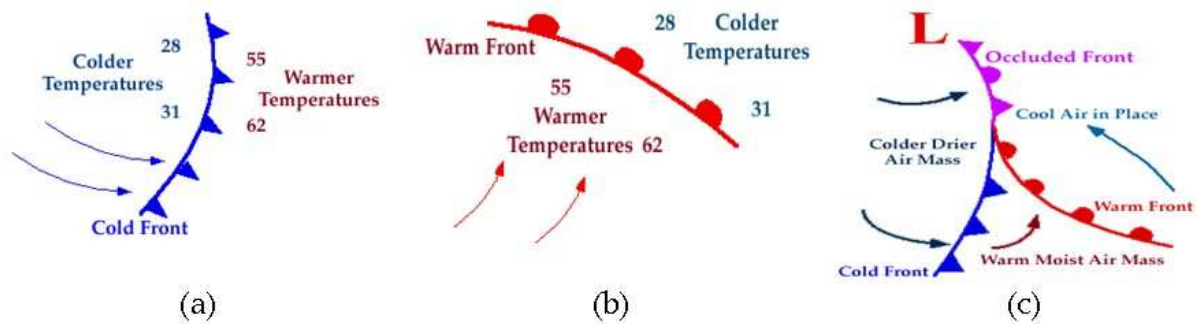 28
Colder
Temperatures
31
55
Warmer
Temperatures
62
Cold Front
(a)
Warm Front
28 Colder
Temperatures
31
55
Warmer
Temperatures 62
(b)
L
Occluded Front
Cool Air in Place
Colder Drier
Air Mass
Warm Front
Warm Moist Air Mass
Cold Front
(c)